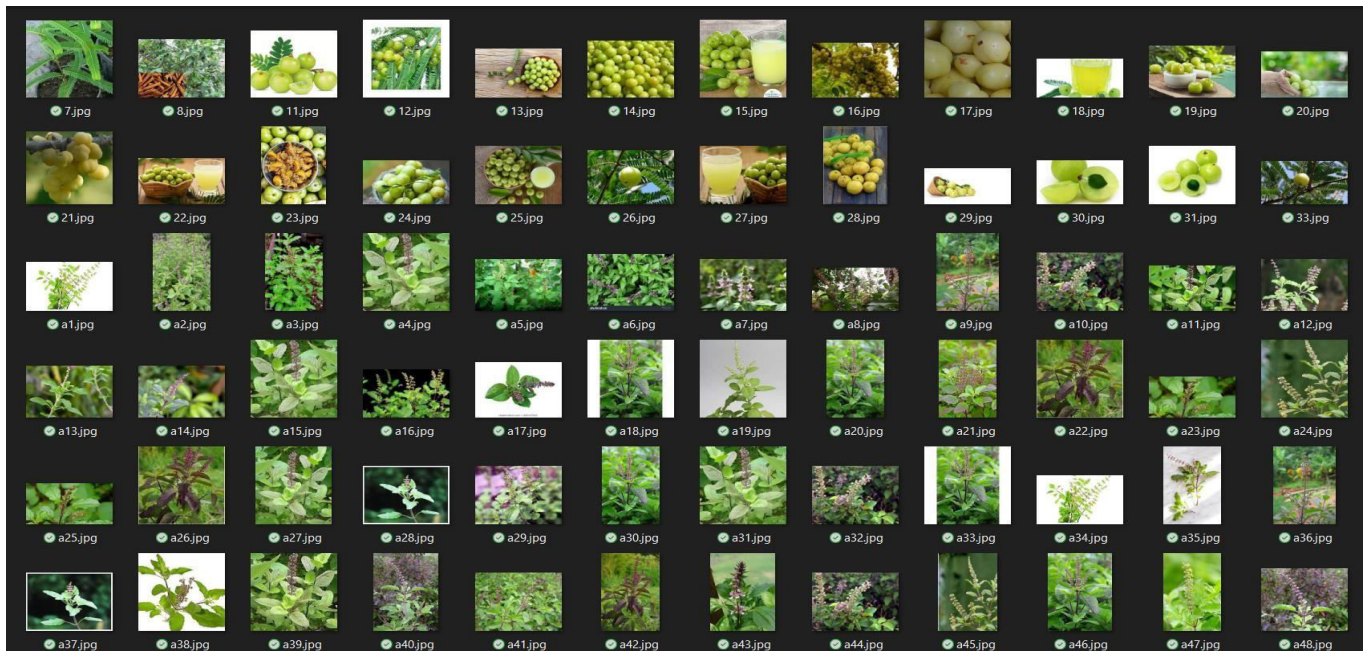 7.jpg 8.jpg 11.jpg 12.jpg 13.jpg 14.jpg 15.jpg 16.jpg 17.jpg 18.jpg 19.jpg 20.jpg
21.jpg 22.jpg 23.jpg 24.jpg 25.jpg 26.jpg 27.jpg 28.jpg 29.jpg 30.jpg 31.jpg 33.jpg
a1.jpg a2.jpg a3.jpg a4.jpg a5.jpg a6.jpg a7.jpg a8.jpg a9.jpg a10.jpg a11.jpg a12.jpg
a13.jpg a14.jpg a15.jpg a16.jpg a17.jpg a18.jpg a19.jpg a20.jpg a21.jpg a22.jpg a23.jpg a24.jpg
a25.jpg a26.jpg a27.jpg a28.jpg a29.jpg a30.jpg a31.jpg a32.jpg a33.jpg a34.jpg a35.jpg a36.jpg
a37.jpg a38.jpg a39.jpg a40.jpg a41.jpg a42.jpg a43.jpg a44.jpg a45.jpg a46.jpg a47.jpg a48.jpg